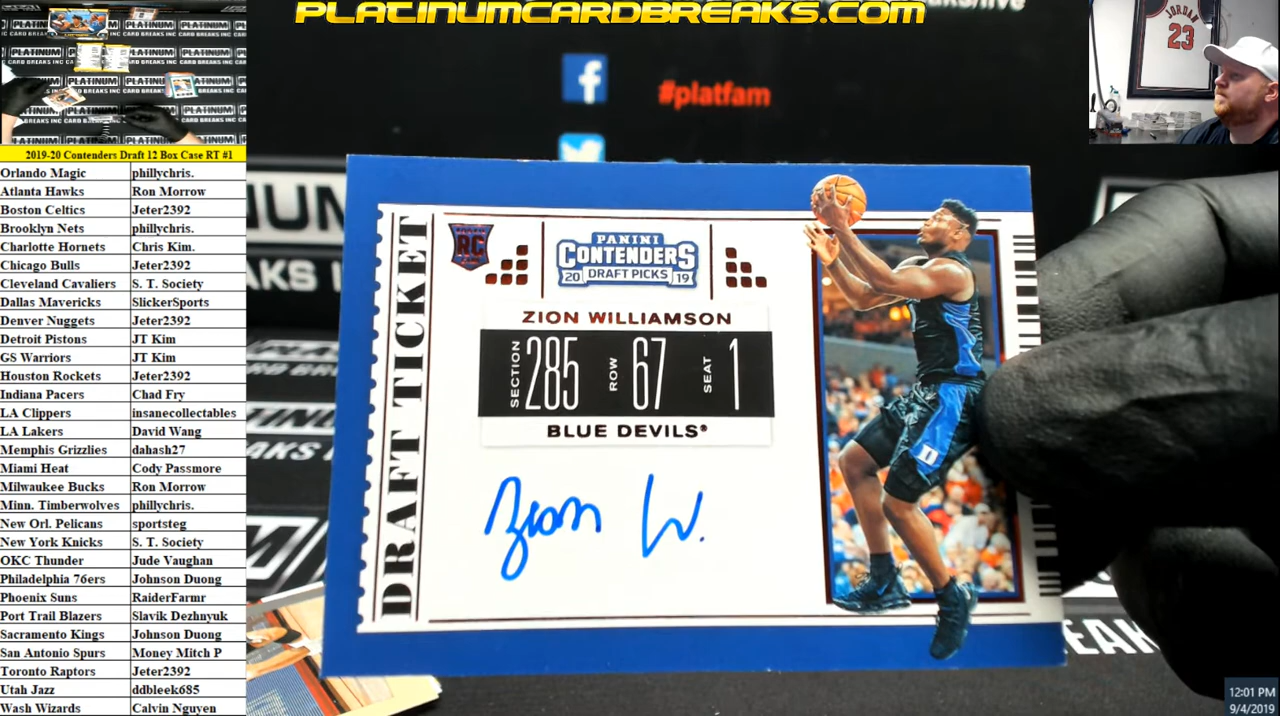 PLATINUMCARDBREAKS.COM
#platfam
JORDAN
23
2019-20 Contenders Draft 12 Box Case RT #1
Orlando Magic phillychris.
Atlanta Hawks Ron Morrow
Boston Celtics Jeter2392
Brooklyn Nets phillychris.
Charlotte Hornets Chris Kim.
Chicago Bulls Jeter2392
Cleveland Cavaliers S. T. Society
Dallas Mavericks SlickerSports
Denver Nuggets Jeter2392
Detroit Pistons JT Kim
GS Warriors JT Kim
Houston Rockets Jeter2392
Indiana Pacers Chad Fry
LA Clippers insanecollectables
LA Lakers David Wang
Memphis Grizzlies dahash27
Miami Heat Cody Passmore
Milwaukee Bucks Ron Morrow
Minn. Timberwolves phillychris.
New Orl. Pelicans sportsteg
New York Knicks S. T. Society
OKC Thunder Jude Vaughan
Philadelphia 76ers Johnson Duong
Phoenix Suns RaiderFarmr
Port Trail Blazers Slavik Dezhnyuk
Sacramento Kings Johnson Duong
San Antonio Spurs Money Mitch P
Toronto Raptors Jeter2392
Utah Jazz ddbleek685
Wash Wizards Calvin Nguyen
DRAFT TICKET
RC
PANINI
CONTENDERS
20 DRAFT PICKS 19
ZION WILLIAMSON
SECTION 285 ROW 67 SEAT 1
BLUE DEVILS®
Zion W.
12:01 PM
9/4/2019